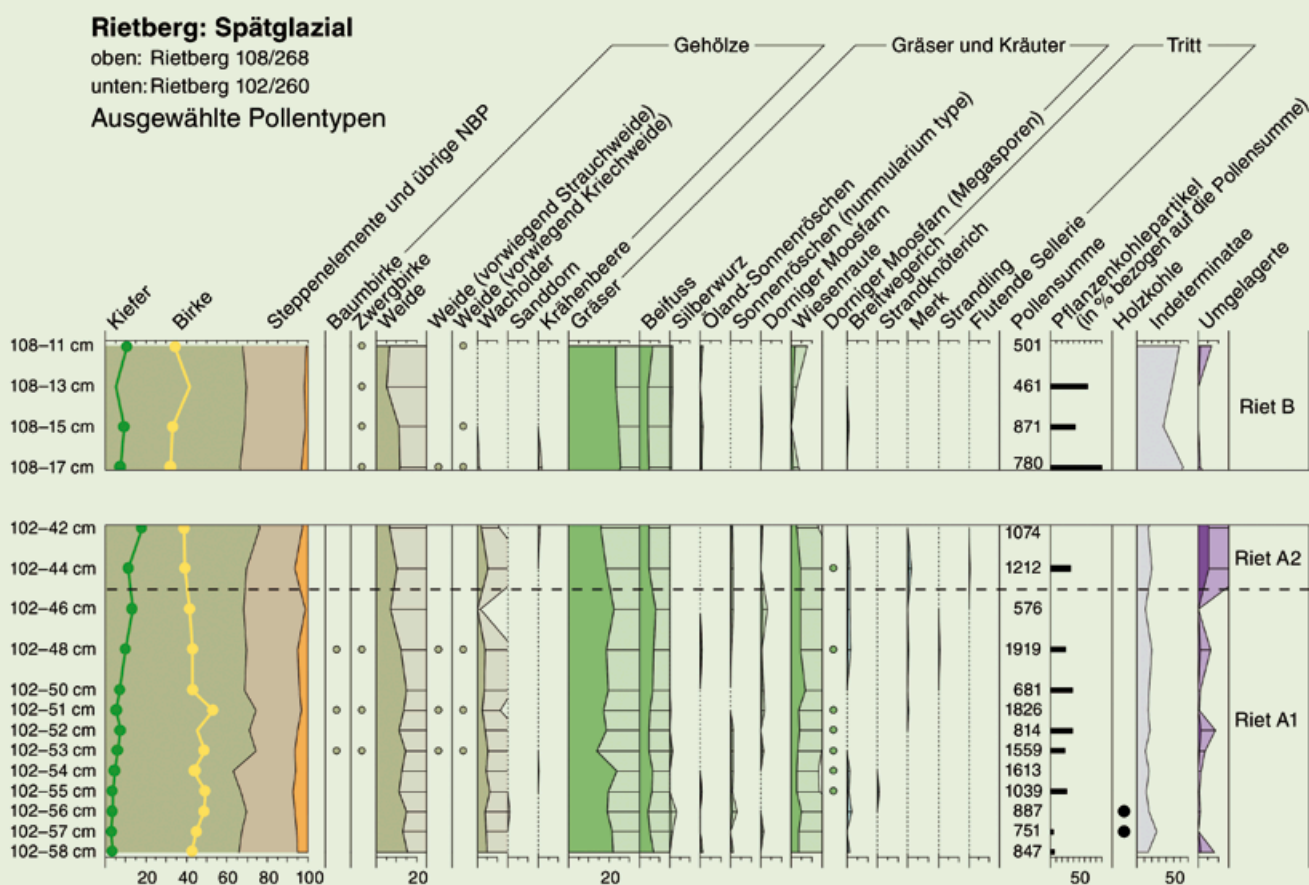 Rietberg: Spätglazial
oben: Rietberg 108/268
unten: Rietberg 102/260
Ausgewählte Pollentypen
Gehölze
Gräser und Kräuter
Tritt
Kiefer
Birke
Steppenelemente und übrige NBP
Baumbirke
Zwergbirke
Weide
Weide (vorwiegend Strauchweide)
Weide (vorwiegend Kriechweide)
Wacholder
Sanddorn
Krähenbeere
Gräser
Beifuss
Silberwurz
Öland-Sonnenröschen
Sonnenröschen (nummularium type)
Dorniger Moosfarn
Wiesenraute
Dorniger Moosfarn (Megasporen)
Breitwegerich
Strandknöterich
Merk
Strandling
Flutende Sellerie
Pollensumme
Pflanzenkohlepartikel
(in % bezogen auf die Pollensumme)
Holzkohle
Indeterminatae
Umgelagerte
108–11 cm 501
108–13 cm 461
Riet B
108–15 cm 871
108–17 cm 780
102–42 cm 1074
Riet A2
102–44 cm 1212
102–46 cm 576
102–48 cm 1919
102–50 cm 681
102–51 cm 1826
Riet A1
102–52 cm 814
102–53 cm 1559
102–54 cm 1613
102–55 cm 1039
102–56 cm 887
102–57 cm 751
102–58 cm 847
20 40 60 80 100 20 20 50 50